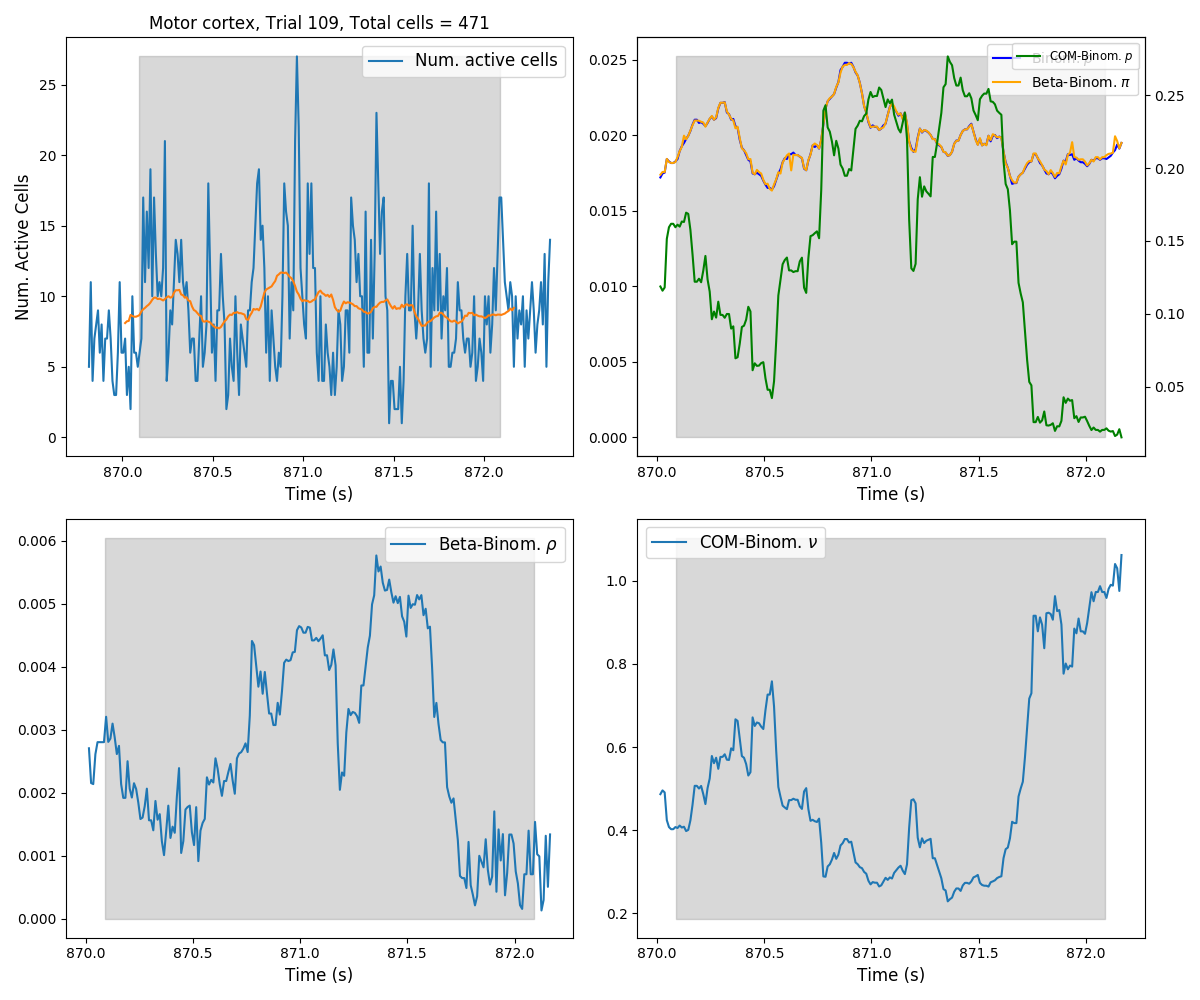 Motor cortex, Trial 109, Total cells = 471
Num. active cells
Num. Active Cells
25
20
15
10
5
0
870.0 870.5 871.0 871.5 872.0
Time (s)
COM-Binom. p
Beta-Binom. π
0.025
0.020
0.015
0.010
0.005
0.000
0.25
0.20
0.15
0.10
0.05
870.0 870.5 871.0 871.5 872.0
Time (s)
Beta-Binom. ρ
0.006
0.005
0.004
0.003
0.002
0.001
0.000
870.0 870.5 871.0 871.5 872.0
Time (s)
COM-Binom. ν
1.0
0.8
0.6
0.4
0.2
870.0 870.5 871.0 871.5 872.0
Time (s)